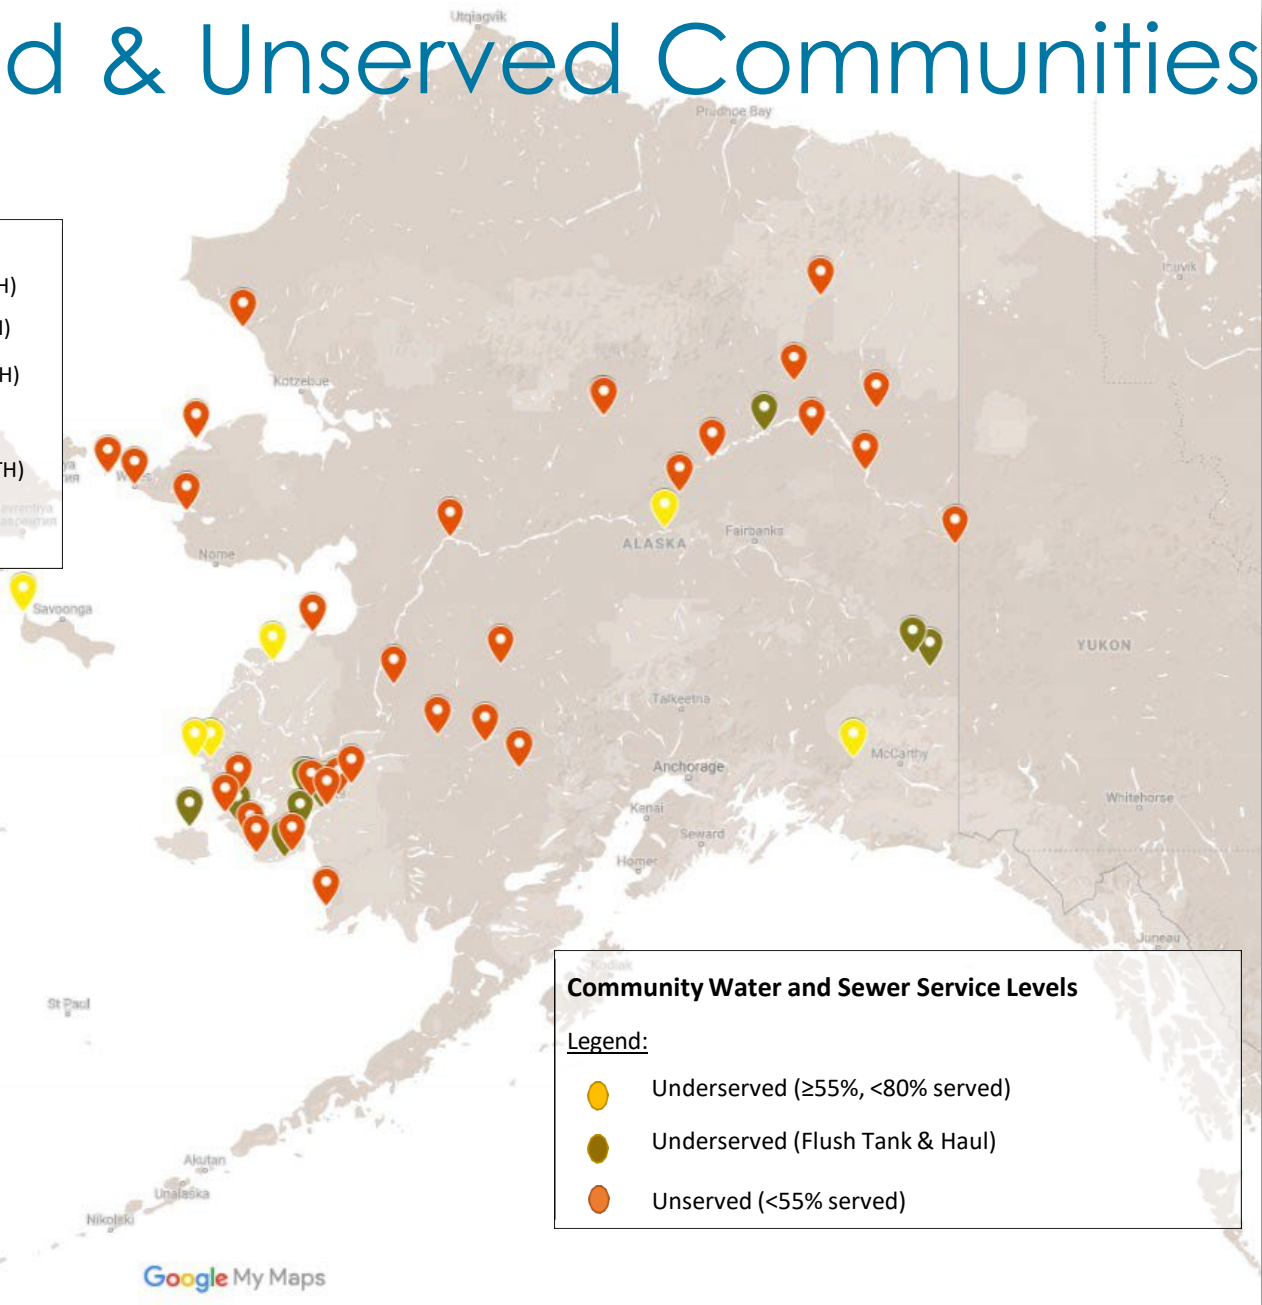 Utqiagvik
d & Unserved Communities
Prudhoe Bay
Inuvik
H)
Kotzebue
H)
TH)
Nome
ALASKA
Fairbanks
Savoonga
YUKON
Talkeetna
McCarthy
Anchorage
Kenai
Whitehorse
Seward
Homer
Juneau
Kodiak
St Paul
Community Water and Sewer Service Levels
Legend:
Underserved (≥55%, <80% served)
Underserved (Flush Tank & Haul)
Unserved (<55% served)
Akutan
Unalaska
Nikolski
Google My Maps